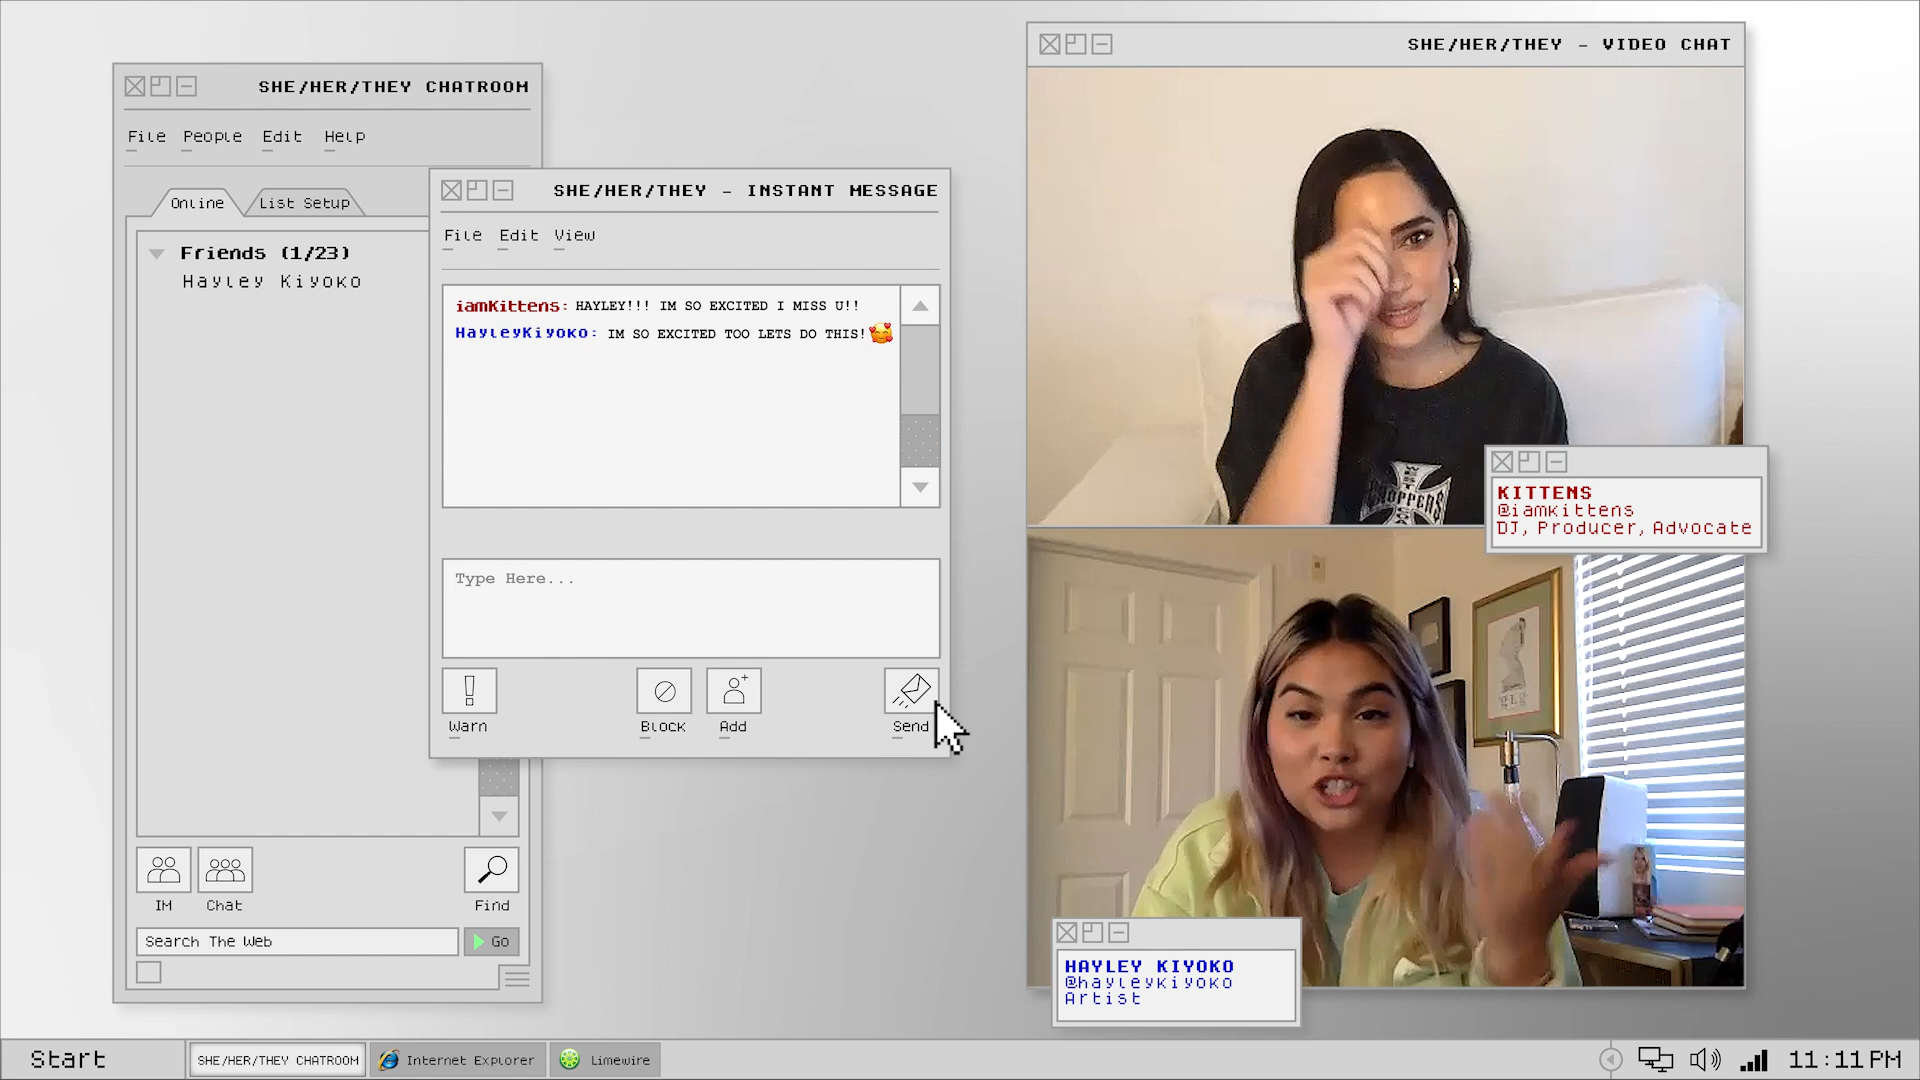 SHE/HER/THEY CHATROOM
File People Edit Help
Online List Setup
Friends (1/23)
Hayley Kiyoko
IM Chat Find
Search The Web Go
SHE/HER/THEY - INSTANT MESSAGE
File Edit View
iamKittens: HAYLEY!!! IM SO EXCITED I MISS U!!
HayleyKiyoko: IM SO EXCITED TOO LETS DO THIS!🥰
Type Here...
Warn Block Add Send
SHE/HER/THEY - VIDEO CHAT
WEST
CHOPPERS
KITTENS
@iamkittens
DJ, Producer, Advocate
HAYLEY KIYOKO
@hayleykiyoko
Artist
Start SHE/HER/THEY CHATROOM Internet Explorer Limewire 11:11 PM